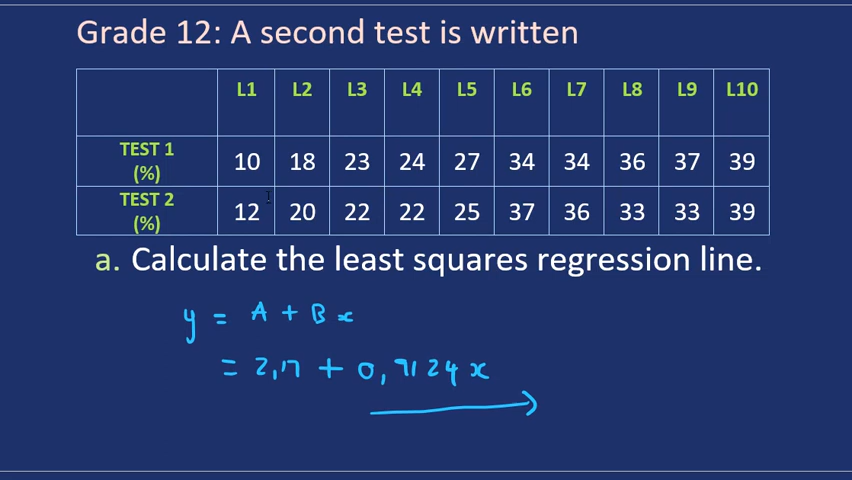 Grade 12: A second test is written
L1 L2 L3 L4 L5 L6 L7 L8 L9 L10
TEST 1 (%) 10 18 23 24 27 34 34 36 37 39
TEST 2 (%) 12 20 22 22 25 37 36 33 33 39
a. Calculate the least squares regression line.
y = A + Bx
= 2,17 + 0,9124x